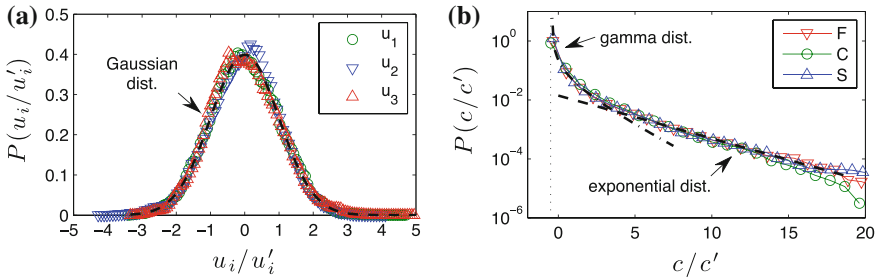 (a)
0.5
0.4
0.3
0.2
0.1
0
P(u_i/u'_i)
Gaussian
dist.
u_1
u_2
u_3
−5 −4 −3 −2 −1 0 1 2 3 4 5
u_i/u'_i
(b)
10^0
10^−2
10^−4
10^−6
P(c/c')
gamma dist.
F
C
S
exponential dist.
0 5 10 15 20
c/c'